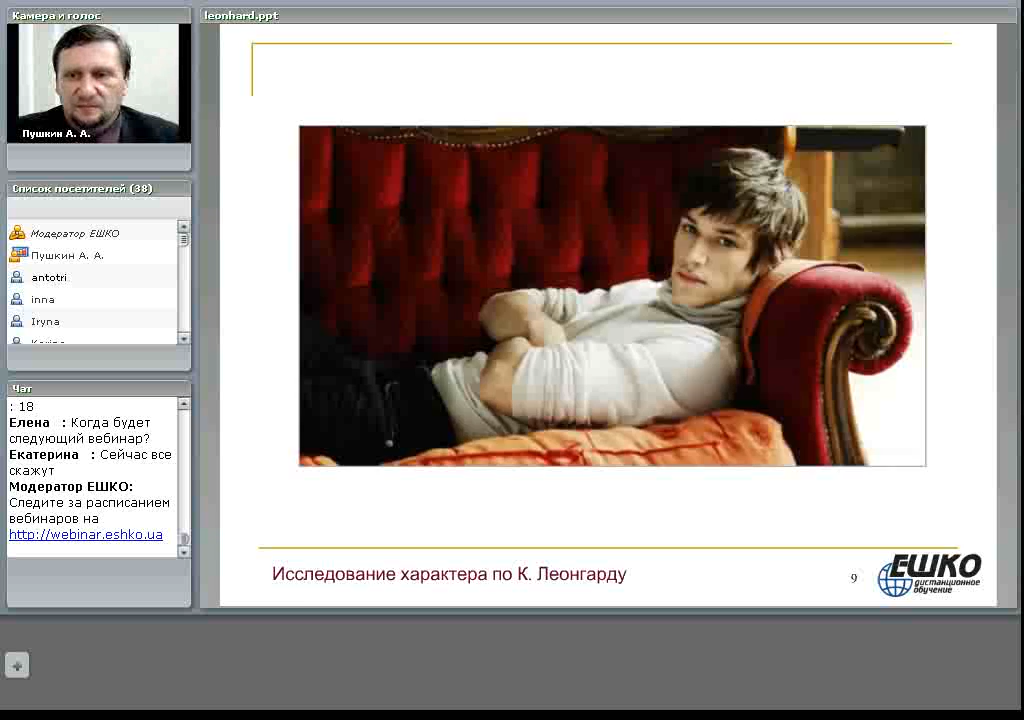 Камера и голос
leonhard.ppt
Пушкин А. А.
Список посетителей (38)
Модератор ЕШКО
Пушкин А. А.
antotri
inna
Iryna
Чат
: 18
Елена : Когда будет
следующий вебинар?
Екатерина : Сейчас все
скажут
Модератор ЕШКО:
Следите за расписанием
вебинаров на
http://webinar.eshko.ua
Исследование характера по К. Леонгарду
9
ЕШКО
дистанционное
обучение